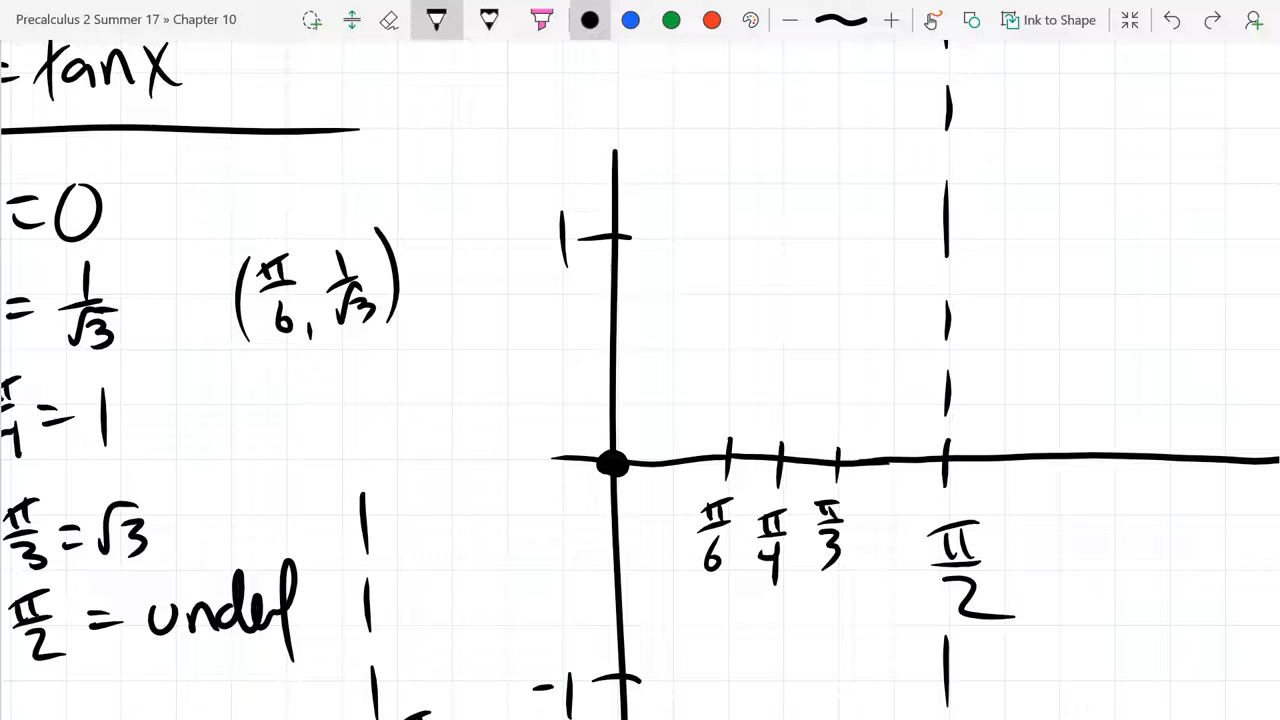 Precalculus 2 Summer 17 » Chapter 10
Ink to Shape
= tan x
= 0
= 1/√3
(π/6, 1/√3)
π/4 = 1
π/3 = √3
π/2 = undef
1
π/6 π/4 π/3 π/2
-1